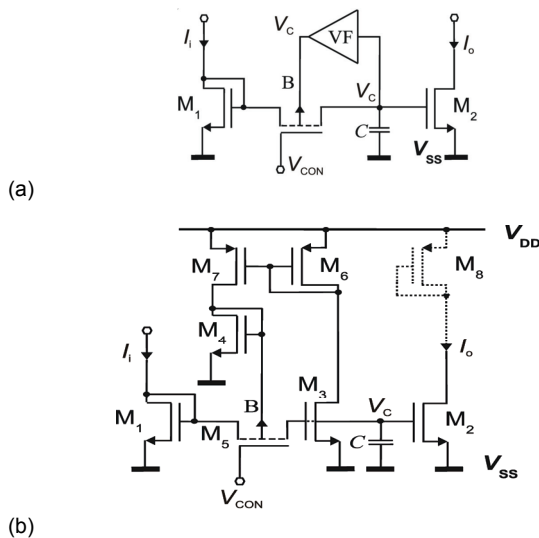 I_i V_C VF I_o
B V_C
M_1 C M_2
V_CON V_SS
(a)
V_DD
M_7 M_6 M_8
M_4
I_i I_o
B M_3 V_C
M_1 M_5 C M_2
V_CON V_SS
(b)